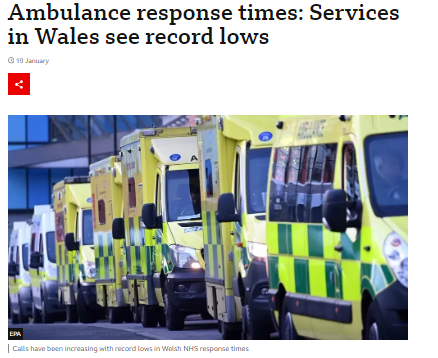 Ambulance response times: Services
in Wales see record lows
19 January
EPA
Calls have been increasing with record lows in Welsh NHS response times